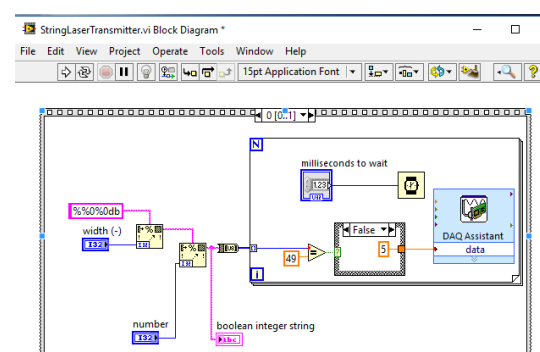 StringLaserTransmitter.vi Block Diagram *
File Edit View Project Operate Tools Window Help
15pt Application Font
0 [0..1]
N
milliseconds to wait
1.23
U32
%%0%0db
width (-)
I32
False
DAQ Assistant
data
49
=
5
?
i
number
I32
boolean integer string
abc